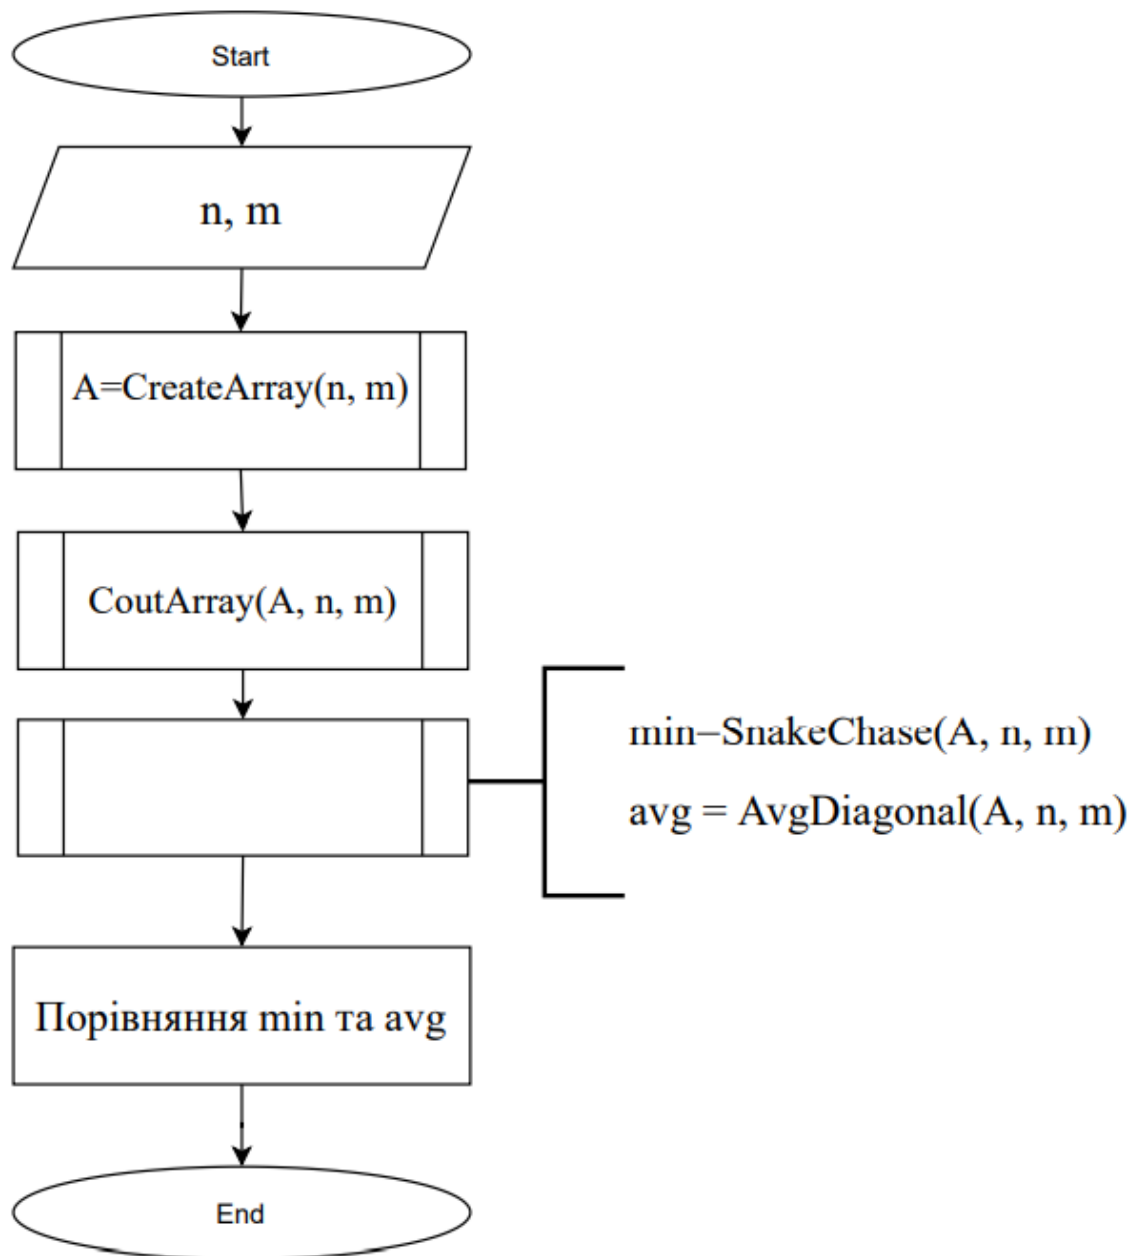 Start
n, m
A=CreateArray(n, m)
CoutArray(A, n, m)
min–SnakeChase(A, n, m)
avg = AvgDiagonal(A, n, m)
Порівняння min та avg
End